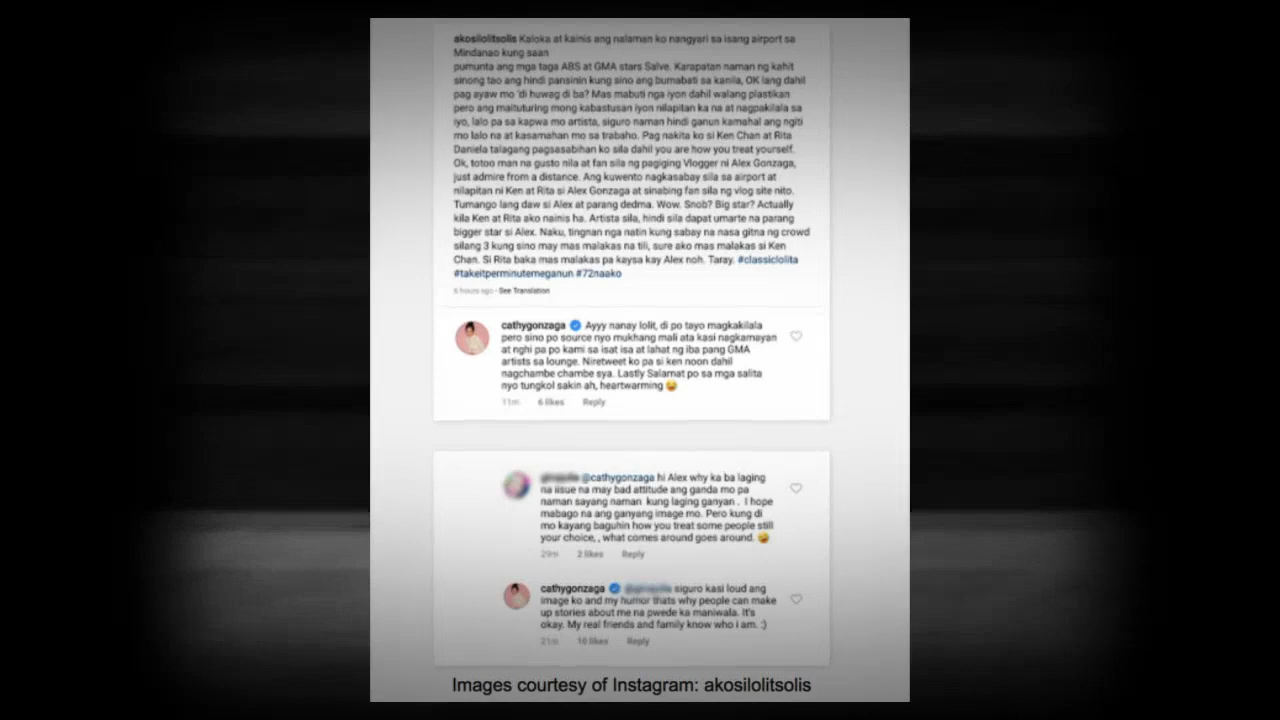 akosilolitsolis Kaloka at kainis ang nalaman ko nangyari sa isang airport sa
Mindanao kung saan
pumunta ang mga taga ABS at GMA stars Salve. Karapatan naman ng kahit
sinong tao ang hindi pansinin kung sino ang bumabati sa kanila, OK lang dahil
pag ayaw mo 'di huwag di ba? Mas mabuti nga iyon dahil walang plastikan
pero ang maituturing mong kabastusan iyon nilapitan ka na at nagpakilala sa
iyo, lalo pa sa kapwa mo artista, siguro naman hindi ganun kamahal ang ngiti
mo lalo na at kasamahan mo sa trabaho. Pag nakita ko si Ken Chan at Rita
Daniela talagang pagsasabihan ko sila dahil you are how you treat yourself.
Ok, totoo man na gusto nila at fan sila ng pagiging Vlogger ni Alex Gonzaga,
just admire from a distance. Ang kuwento nagkasabay sila sa airport at
nilapitan ni Ken at Rita si Alex Gonzaga at sinabing fan sila ng vlog site nito.
Tumango lang daw si Alex at parang dedma. Wow. Snob? Big star? Actually
kila Ken at Rita ako nainis ha. Artista sila, hindi sila dapat umarte na parang
bigger star si Alex. Naku, tingnan nga natin kung sabay na nasa gitng ng crowd
silang 3 kung sino may mas malakas na tili, sure ako mas malakas si Ken
Chan. Si Rita baka mas malakas pa kaysa kay Alex noh. Taray. #classiclolita
#takeitperminutemeganun #72naako
6 hours ago · See Translation
cathygonzaga Ayyy nanay lolit, di po tayo magkakilala
pero sino po source nyo mukhang mali ata kasi nagkamayan
at nghi pa po kami sa isat isa at lahat ng iba pang GMA
artists sa lounge. Niretweet ko pa si ken noon dahil
nagchambe chambe sya. Lastly Salamat po sa mga salita
nyo tungkol sakin ah, heartwarming 😂
11m 6 likes Reply
@cathygonzaga hi Alex why ka ba laging
na iisue na may bad attitude ang ganda mo pa
naman sayang naman kung laging ganyan . I hope
mabago na ang ganyang image mo. Pero kung di
mo kayang baguhin how you treat some people still
your choice, , what comes around goes around. 🤣
29m 2 likes Reply
cathygonzaga siguro kasi loud ang
image ko and my humor thats why people can make
up stories about me na pwede ka maniwala. It's
okay. My real friends and family know who i am. :)
21m 10 likes Reply
Images courtesy of Instagram: akosilolitsolis